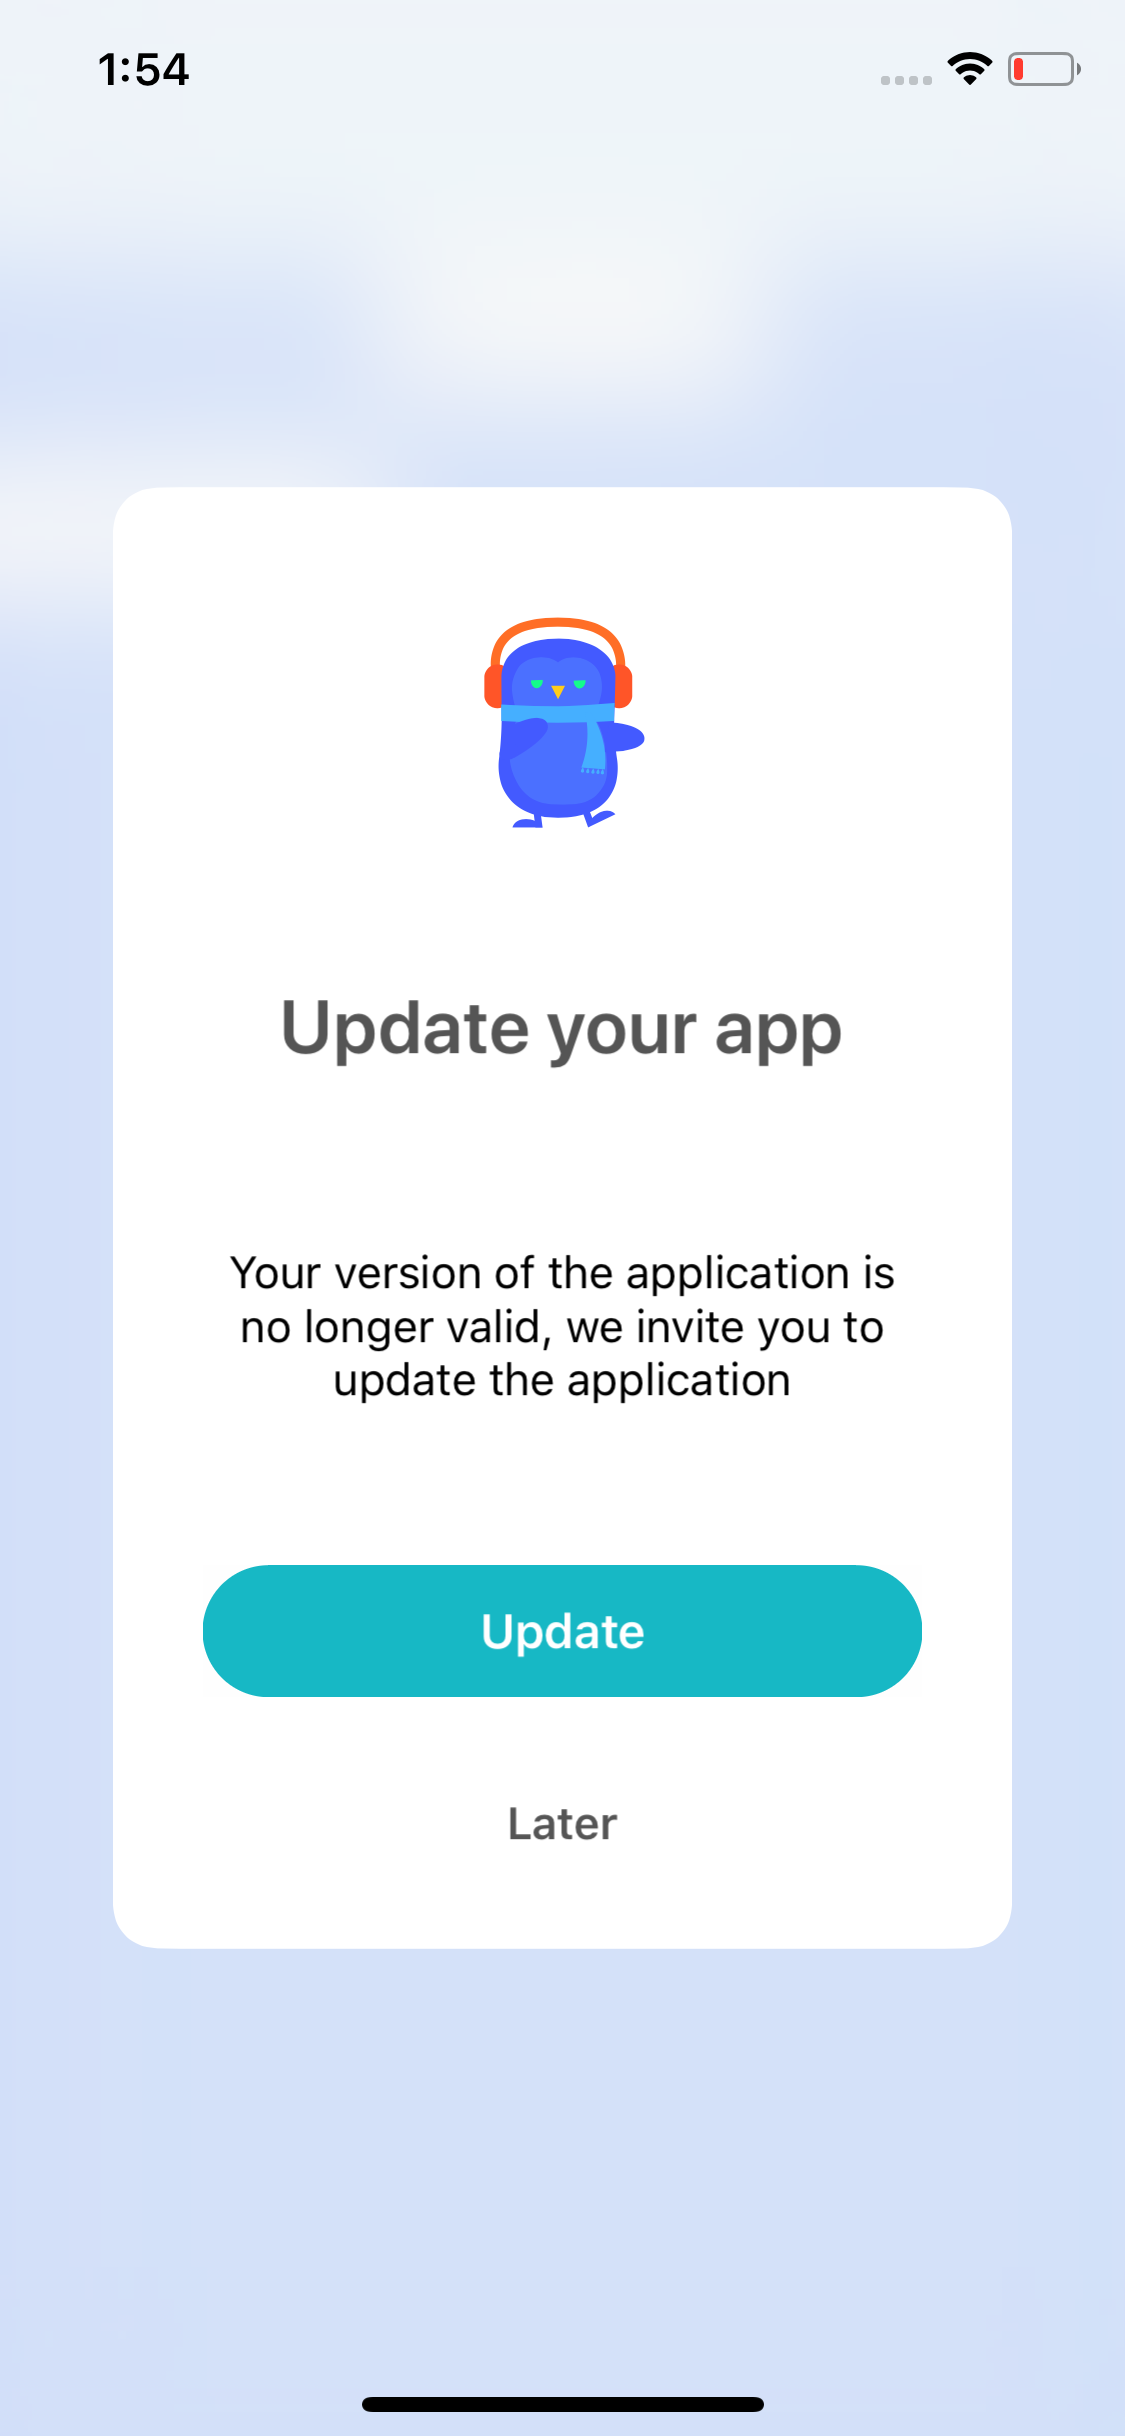 1:54
Update your app
Your version of the application is
no longer valid, we invite you to
update the application
Update
Later